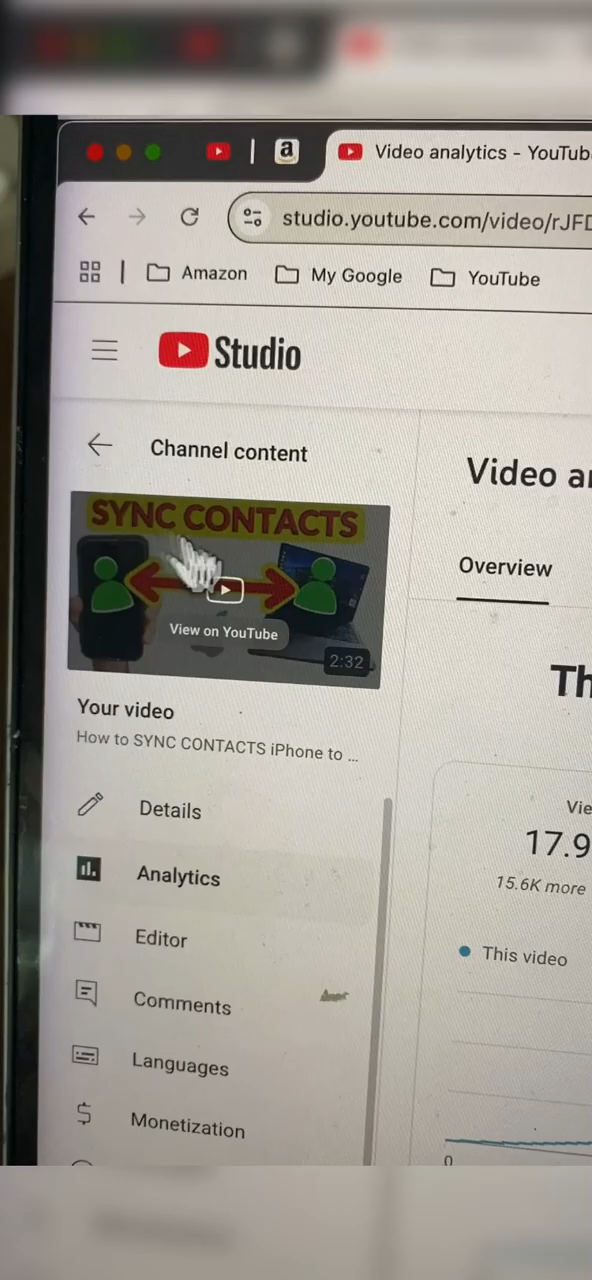 a
Video analytics - YouTub
studio.youtube.com/video/rJF
Amazon
My Google
YouTube
Studio
Channel content
Video a
SYNC CONTACTS
Overview
View on YouTube
2:32
Th
Your video
How to SYNC CONTACTS iPhone to ...
Details
Vie
17.9
Analytics
15.6K more
Editor
This video
Comments
Languages
Monetization
0